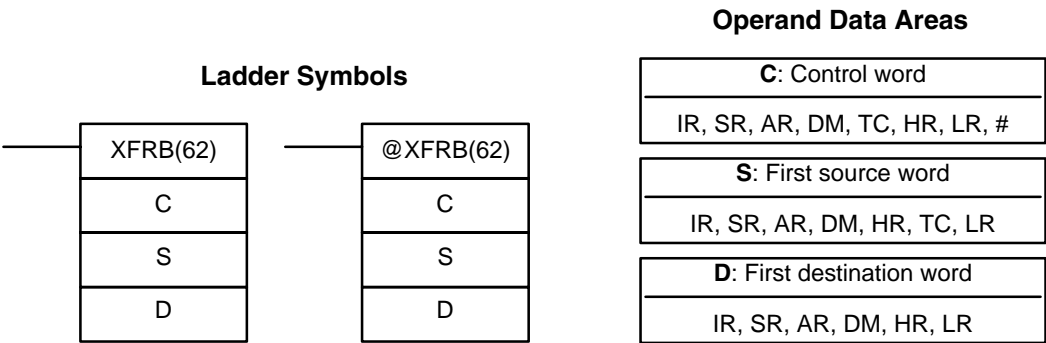 Ladder Symbols
XFRB(62)
C
S
D
@XFRB(62)
C
S
D
Operand Data Areas
C: Control word
IR, SR, AR, DM, TC, HR, LR, #
S: First source word
IR, SR, AR, DM, HR, TC, LR
D: First destination word
IR, SR, AR, DM, HR, LR